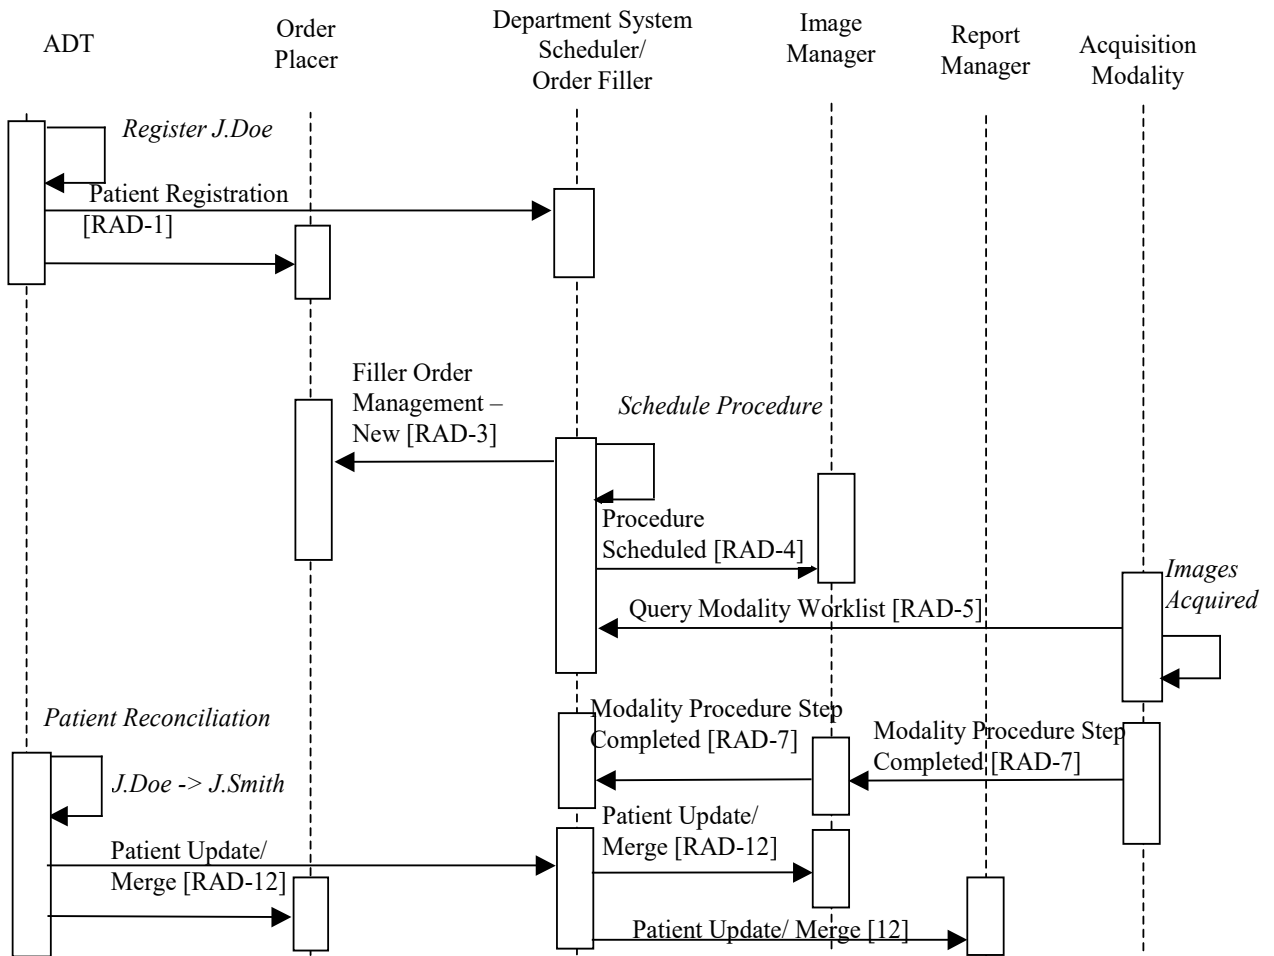 ADT
Order
Placer
Department System
Scheduler/
Order Filler
Image
Manager
Report
Manager
Acquisition
Modality
Register J.Doe
Patient Registration
[RAD-1]
Filler Order
Management –
New [RAD-3]
Schedule Procedure
Procedure
Scheduled [RAD-4]
Images
Acquired
Query Modality Worklist [RAD-5]
Modality Procedure Step
Completed [RAD-7]
Modality Procedure Step
Completed [RAD-7]
Patient Reconciliation
J.Doe -> J.Smith
Patient Update/
Merge [RAD-12]
Patient Update/
Merge [RAD-12]
Patient Update/ Merge [12]